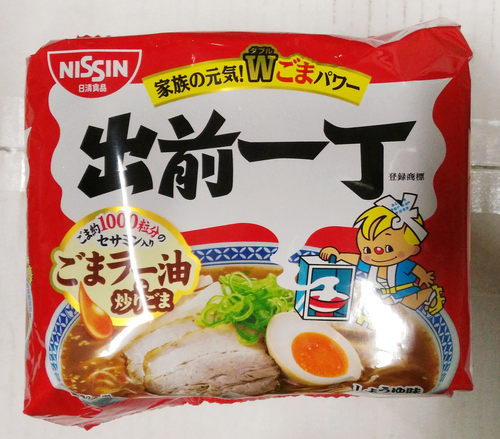 NISSIN
日清食品
家族の元気!Wごまパワー
ダブル
出前一丁
登録商標
ごま約1000粒分の
セサミン入り
ごまラー油
の
炒りごま
しょうゆ味